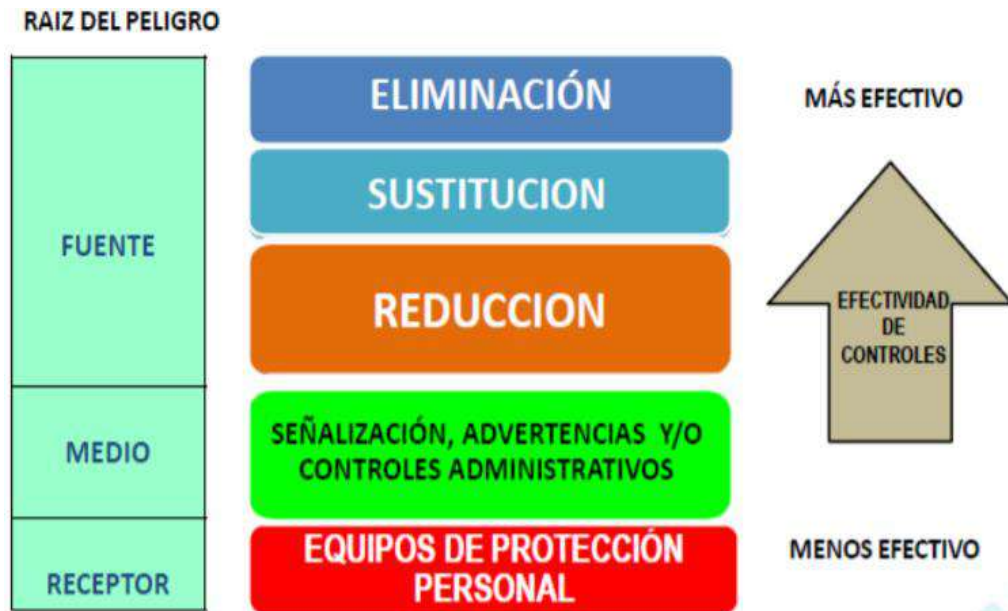 RAIZ DEL PELIGRO
FUENTE
MEDIO
RECEPTOR
ELIMINACIÓN
SUSTITUCION
REDUCCION
SEÑALIZACIÓN, ADVERTENCIAS Y/O
CONTROLES ADMINISTRATIVOS
EQUIPOS DE PROTECCIÓN
PERSONAL
MÁS EFECTIVO
EFECTIVIDAD
DE
CONTROLES
MENOS EFECTIVO